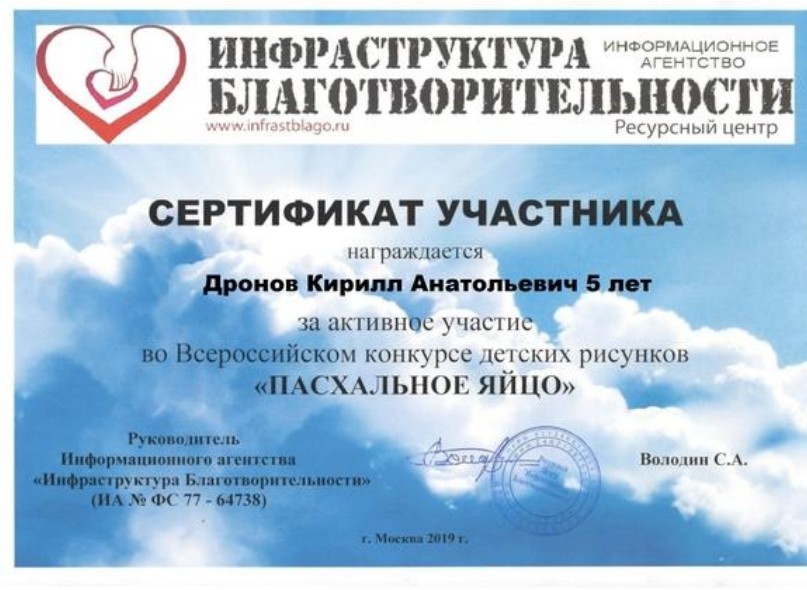 ИНФРАСТРУКТУРА
ИНФОРМАЦИОННОЕ
АГЕНТСТВО
БЛАГОТВОРИТЕЛЬНОСТИ
www.infrastblago.ru
Ресурсный центр
СЕРТИФИКАТ УЧАСТНИКА
награждается
Дронов Кирилл Анатольевич 5 лет
за активное участие
во Всероссийском конкурсе детских рисунков
«ПАСХАЛЬНОЕ ЯЙЦО»
Руководитель
Информационного агентства
«Инфраструктура Благотворительности»
(ИА № ФС 77 - 64738)
Володин С.А.
г. Москва 2019 г.